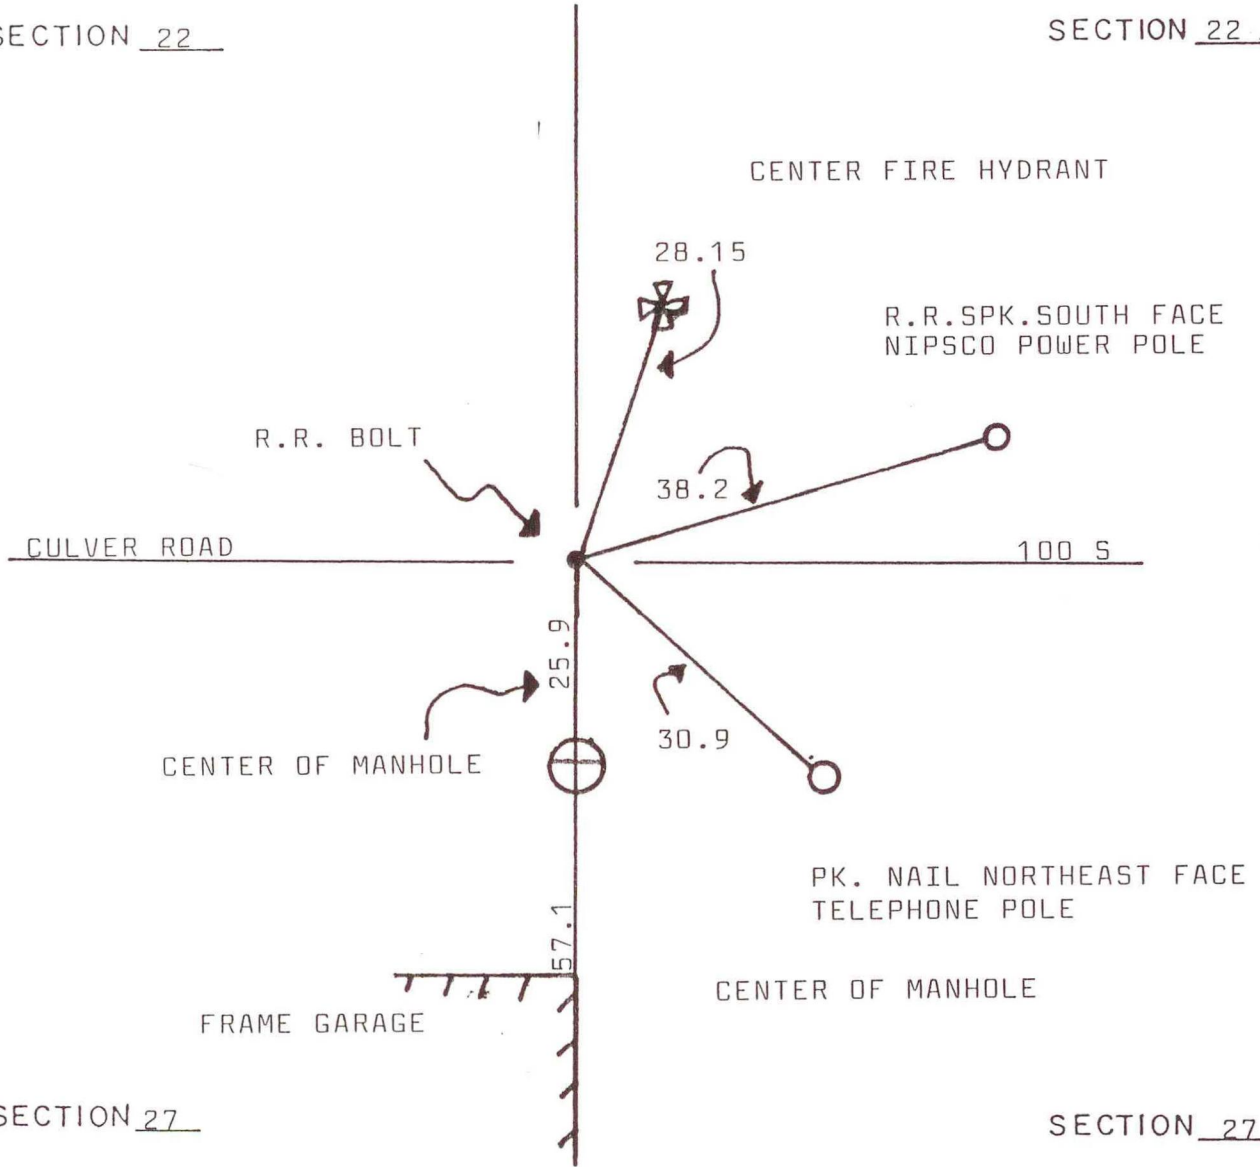 SECTION 22
SECTION 22
CENTER FIRE HYDRANT
28.15
R.R.SPK.SOUTH FACE
NIPSCO POWER POLE
R.R. BOLT
38.2
CULVER ROAD
100 S
25.9
30.9
CENTER OF MANHOLE
PK. NAIL NORTHEAST FACE
TELEPHONE POLE
57.1
CENTER OF MANHOLE
FRAME GARAGE
SECTION 27
SECTION 27